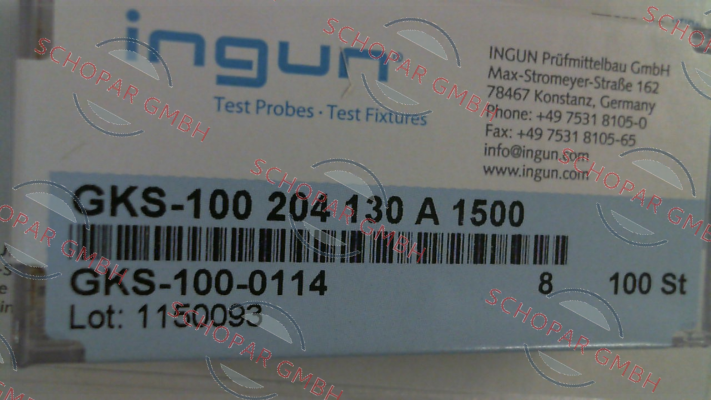 ingun
Test Probes · Test Fixtures
INGUN Prüfmittelbau GmbH
Max-Stromeyer-Straße 162
78467 Konstanz, Germany
Phone: +49 7531 8105-0
Fax: +49 7531 8105-65
info@ingun.com
www.ingun.com
GKS-100 204 130 A 1500
GKS-100-0114 8 100 St
Lot: 1150093
SCHOPAR GMBH